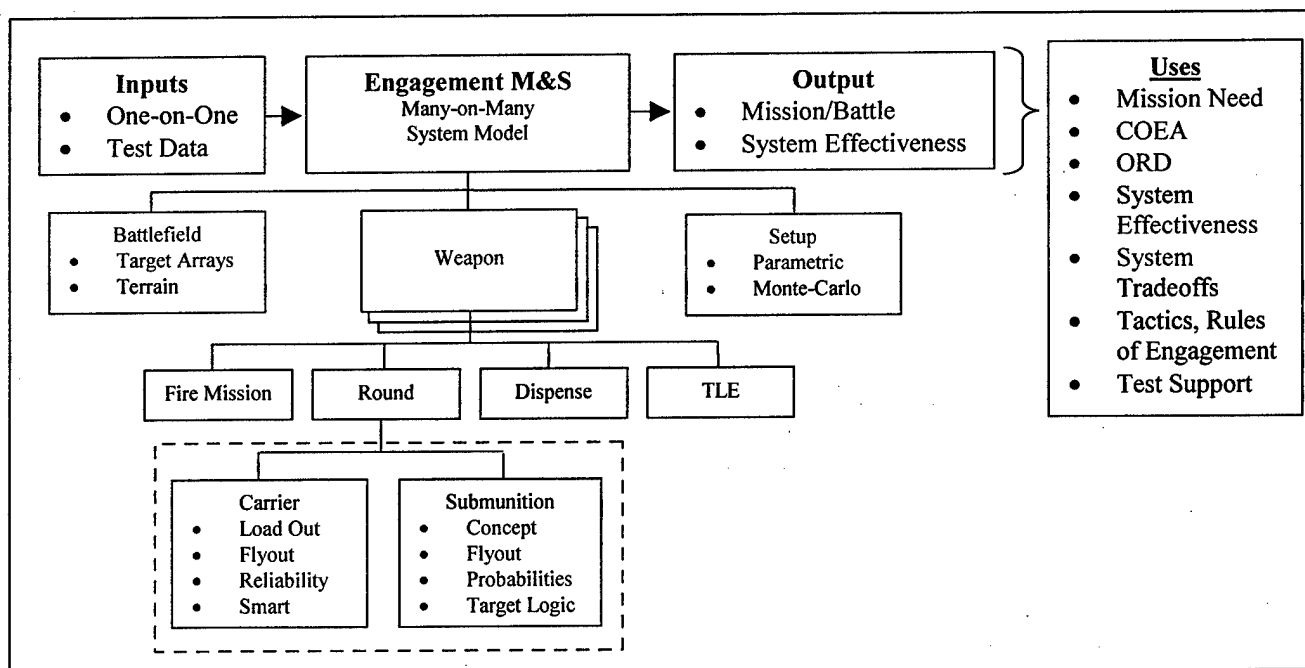 Inputs
• One-on-One
• Test Data
Engagement M&S
Many-on-Many
System Model
Output
• Mission/Battle
• System Effectiveness
Uses
• Mission Need
• COEA
• ORD
• System
Effectiveness
• System
Tradeoffs
• Tactics, Rules
of Engagement
• Test Support
Battlefield
• Target Arrays
• Terrain
Weapon
Setup
• Parametric
• Monte-Carlo
Fire Mission
Round
Dispense
TLE
Carrier
• Load Out
• Flyout
• Reliability
• Smart
Submunition
• Concept
• Flyout
• Probabilities
• Target Logic